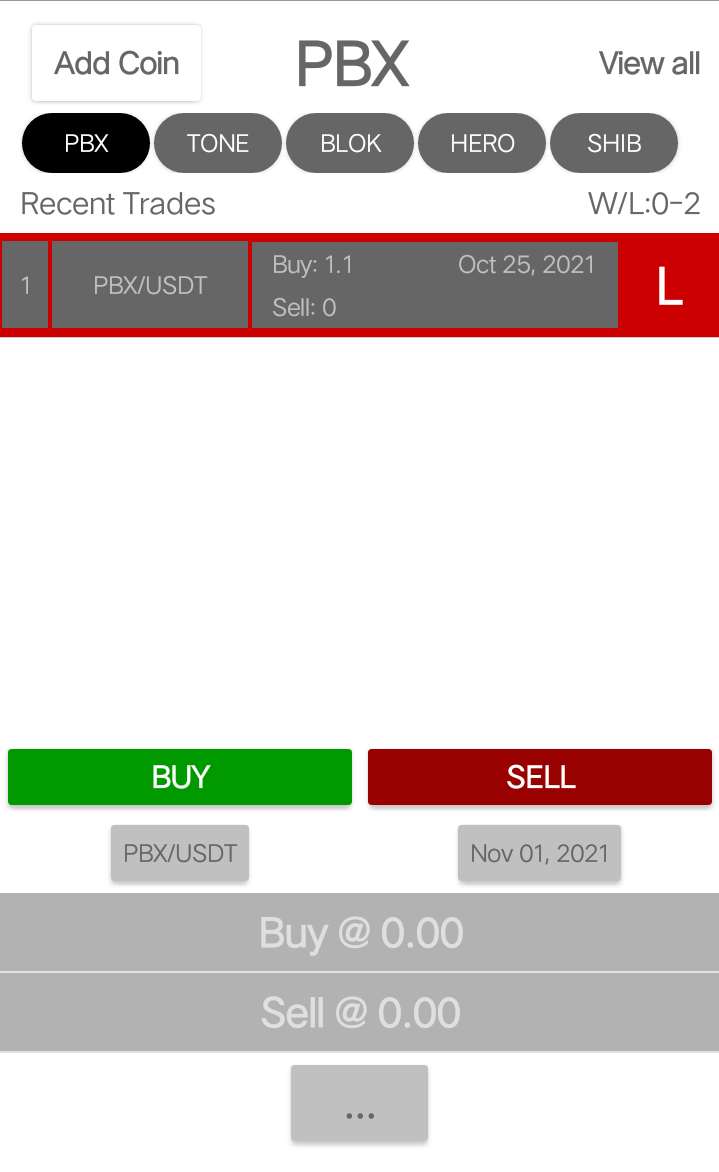 Add Coin PBX View all
PBX TONE BLOK HERO SHIB
Recent Trades W/L:0-2
1 PBX/USDT Buy: 1.1 Oct 25, 2021 L
Sell: 0
BUY SELL
PBX/USDT Nov 01, 2021
Buy @ 0.00
Sell @ 0.00
...